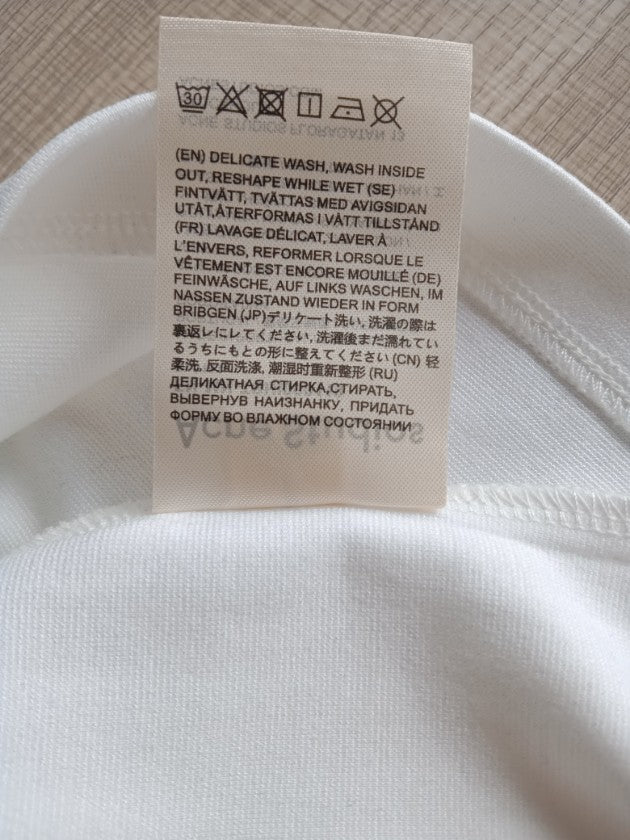 30
(EN) DELICATE WASH, WASH INSIDE
OUT, RESHAPE WHILE WET (SE)
FINTVÄTT, TVÄTTAS MED AVIGSIDAN
UTÅT,ÅTERFORMAS I VÅTT TILLSTÅND
(FR) LAVAGE DÉLICAT, LAVER À
L'ENVERS, REFORMER LORSQUE LE
VÊTEMENT EST ENCORE MOUILLÉ (DE)
FEINWÄSCHE, AUF LINKS WASCHEN, IM
NASSEN ZUSTAND WIEDER IN FORM
BRIBGEN (JP)デリケート洗い, 洗濯の際は
裏返レにレてください, 洗濯後まだ濡れてい
るうちにもとの形に整えてください (CN) 轻
柔洗, 反面洗涤, 潮湿时重新整形 (RU)
ДЕЛИКАТНАЯ СТИРКА,СТИРАТЬ,
ВЫВЕРНУВ НАИЗНАНКУ, ПРИДАТЬ
ФОРМУ ВО ВЛАЖНОМ СОСТОЯНИИ
Acne Studios